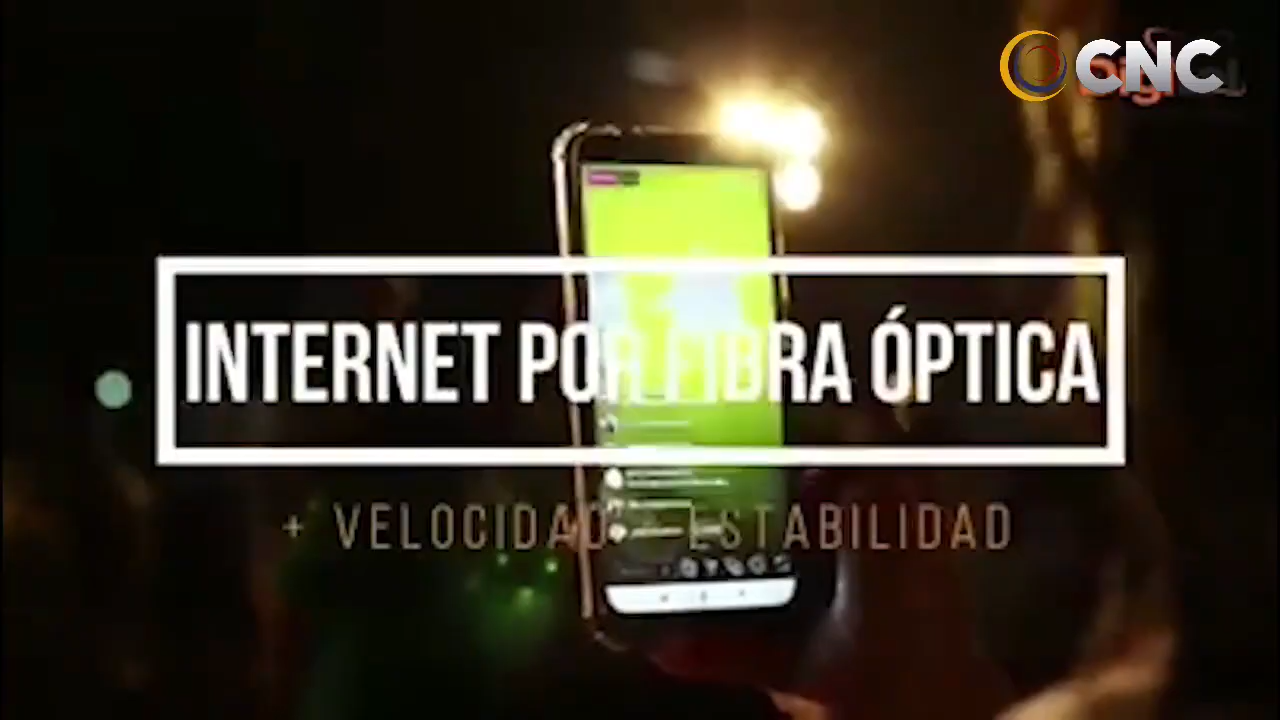 CNC
INTERNET POR FIBRA ÓPTICA
+ VELOCIDAD + ESTABILIDAD